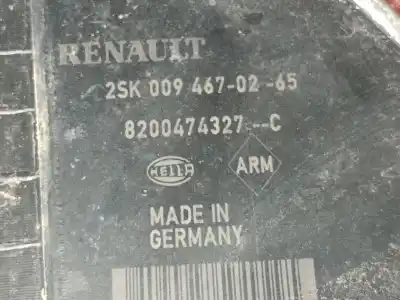 RENAULT
2SK 009 467-02 -65
8200474327--C
HELLA
ARM
MADE IN
GERMANY